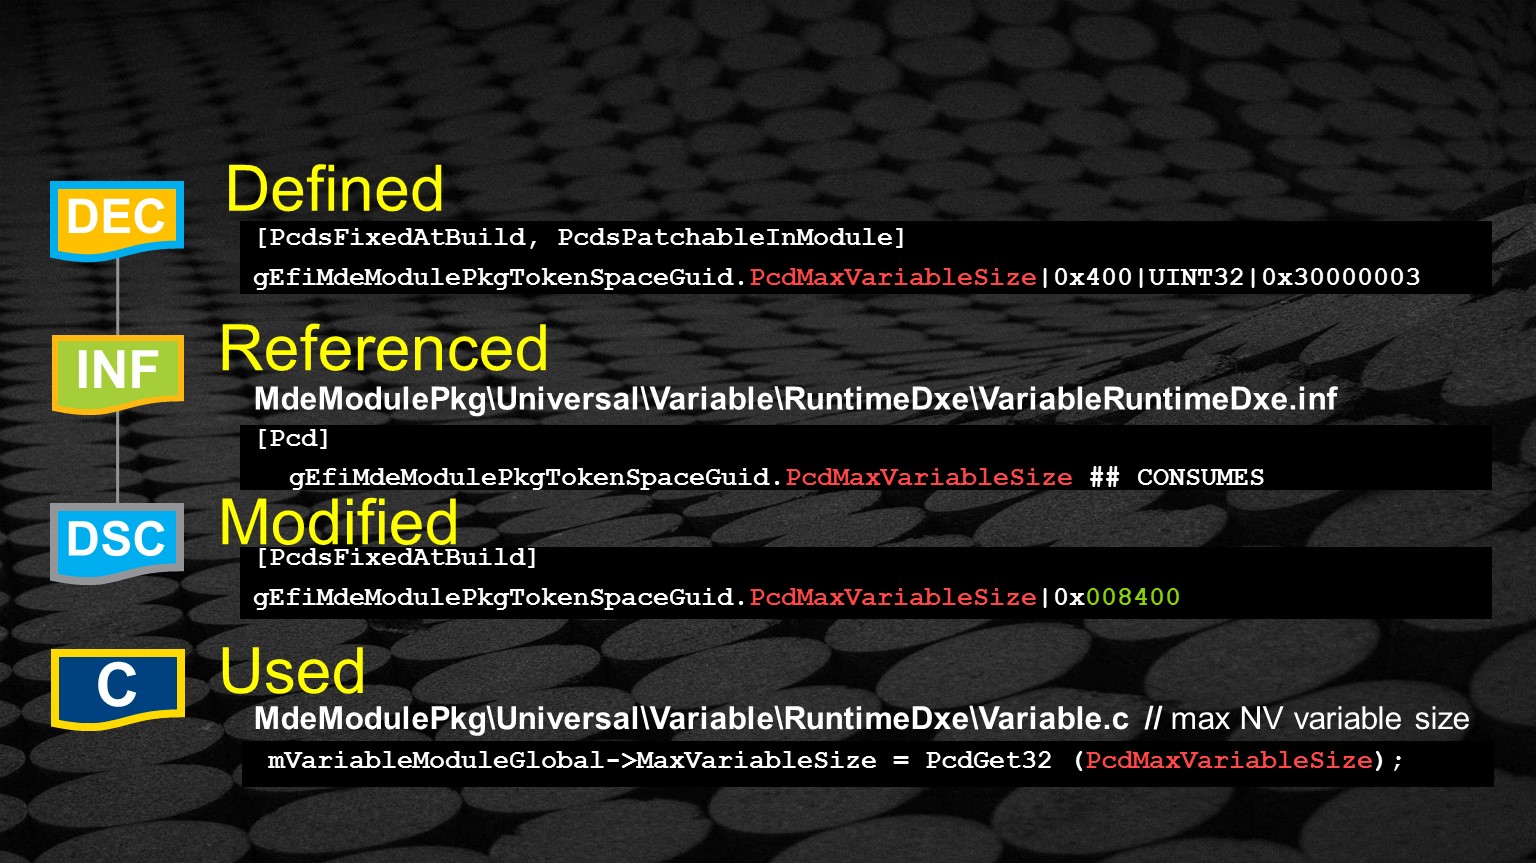 DEC
Defined
[PcdsFixedAtBuild, PcdsPatchableInModule]
gEfiMdeModulePkgTokenSpaceGuid.PcdMaxVariableSize|0x400|UINT32|0x30000003
INF
Referenced
MdeModulePkg\Universal\Variable\RuntimeDxe\VariableRuntimeDxe.inf
[Pcd]
gEfiMdeModulePkgTokenSpaceGuid.PcdMaxVariableSize ## CONSUMES
DSC
Modified
[PcdsFixedAtBuild]
gEfiMdeModulePkgTokenSpaceGuid.PcdMaxVariableSize|0x008400
C
Used
MdeModulePkg\Universal\Variable\RuntimeDxe\Variable.c // max NV variable size
mVariableModuleGlobal->MaxVariableSize = PcdGet32 (PcdMaxVariableSize);